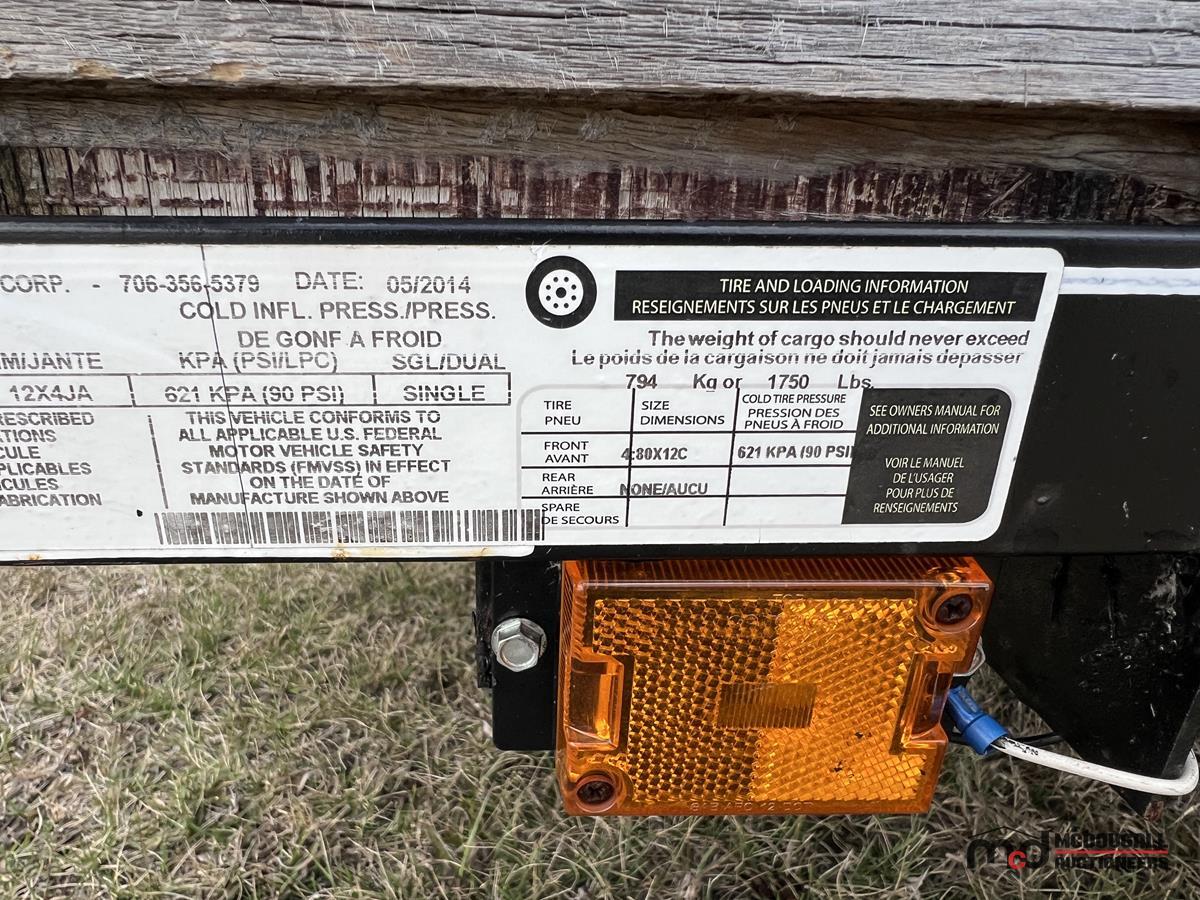 CORP. - 706-356-5379 DATE: 05/2014
COLD INFL. PRESS./PRESS.
DE GONF A FROID
M/JANTE KPA (PSI/LPC) SGL/DUAL
12X4JA 621 KPA (90 PSI) SINGLE
RESCRIBED
ATIONS
CULE
PLICABLES
ICULES
ABRICATION
THIS VEHICLE CONFORMS TO
ALL APPLICABLE U.S. FEDERAL
MOTOR VEHICLE SAFETY
STANDARDS (FMVSS) IN EFFECT
ON THE DATE OF
MANUFACTURE SHOWN ABOVE
TIRE AND LOADING INFORMATION
RESEIGNEMENTS SUR LES PNEUS ET LE CHARGEMENT
The weight of cargo should never exceed
Le poids de la cargaison ne doit jamais depasser
794 Kg or 1750 Lbs.
TIRE
PNEU
SIZE
DIMENSIONS
COLD TIRE PRESSURE
PRESSION DES
PNEUS À FROID
FRONT
AVANT
4:80X12C
621 KPA (90 PSI)
REAR
ARRIÈRE
NONE/AUCU
SPARE
DE SECOURS
SEE OWNERS MANUAL FOR
ADDITIONAL INFORMATION
VOIR LE MANUEL
DE L'USAGER
POUR PLUS DE
RENSEIGNEMENTS
TOP
McD McDOUGALL
AUCTIONEERS